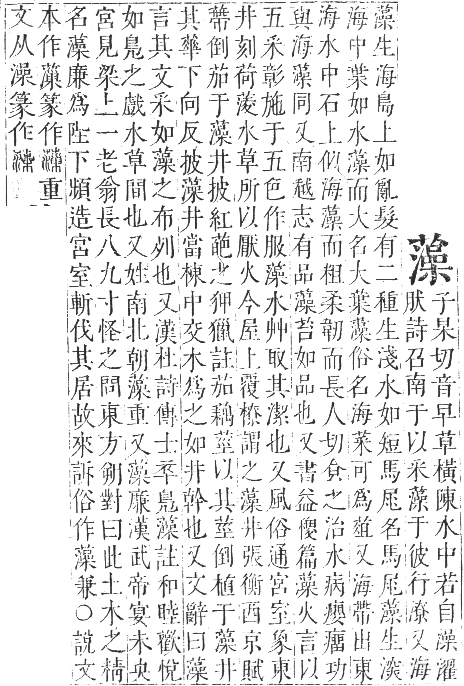 藻
子杲切音早草橫陳水中若自澡濯
肰詩召南于以采藻于彼行潦又海
藻生海島上如亂髮有二種生淺水如短馬尾名馬尾藻生深
海中葉如水藻而大名大葉藻俗名海菜可為葅又海帶出東
海水中石上似海藻而粗柔韌而長人切食之治水病癭瘤功
與海藻同又南越志有品藻苔如品也又書益稷篇藻火言以
五采彰施于五色作服藻水艸取其潔也又風俗通宮室象東
井刻荷菱水草所以厭火今屋上覆橑謂之藻井張衡西京賦
蔕倒茄于藻井披紅葩之狎獵註茄藕莖以其莖倒植于藻井
其華下向反披藻井當棟中交木為之如井幹也又文辭曰藻
言其文采如藻之布列也又漢杜詩傳士卒鳧藻註和睦歡悅
如鳧之戲水草間也又姓南北朝藻重又藻廉漢武帝宴未央
宮見梁上一老翁長八九寸怪之問東方朔對曰此土木之精
名藻廉為陛下頻造宮室斬伐其居故來訴俗作藻兼○說文
本作薻篆作重
文从澡篆作